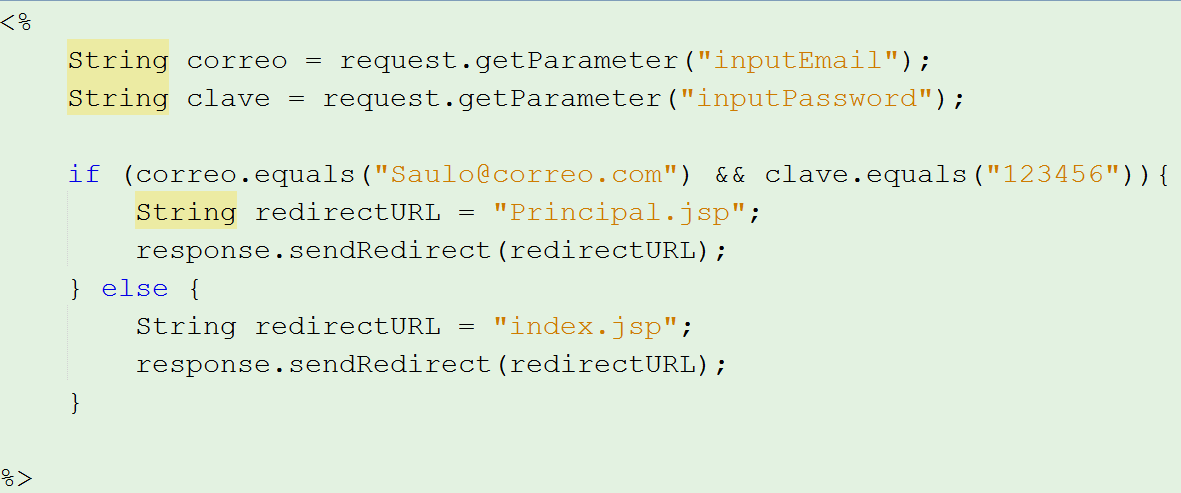 <%
String correo = request.getParameter("inputEmail");
String clave = request.getParameter("inputPassword");
if (correo.equals("Saulo@correo.com") && clave.equals("123456")){
String redirectURL = "Principal.jsp";
response.sendRedirect(redirectURL);
} else {
String redirectURL = "index.jsp";
response.sendRedirect(redirectURL);
}
%>